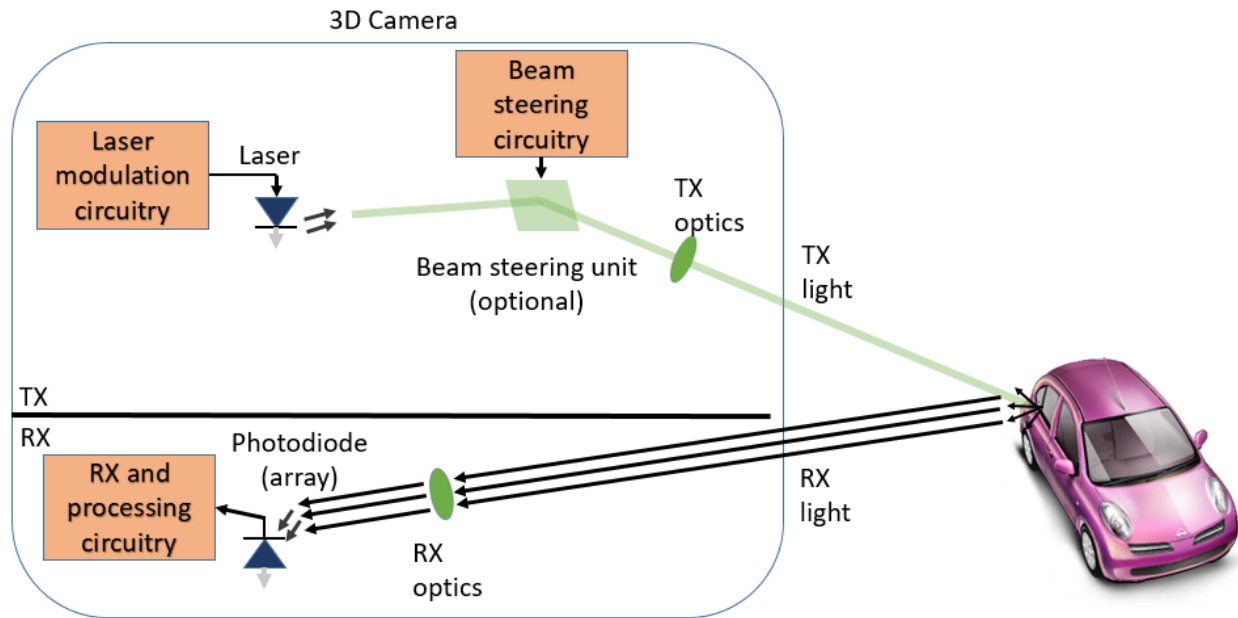 3D Camera
Beam
steering
circuitry
Laser
modulation
circuitry
Laser
TX
optics
Beam steering unit
(optional)
TX
light
TX
RX
Photodiode
(array)
RX and
processing
circuitry
RX
optics
RX
light